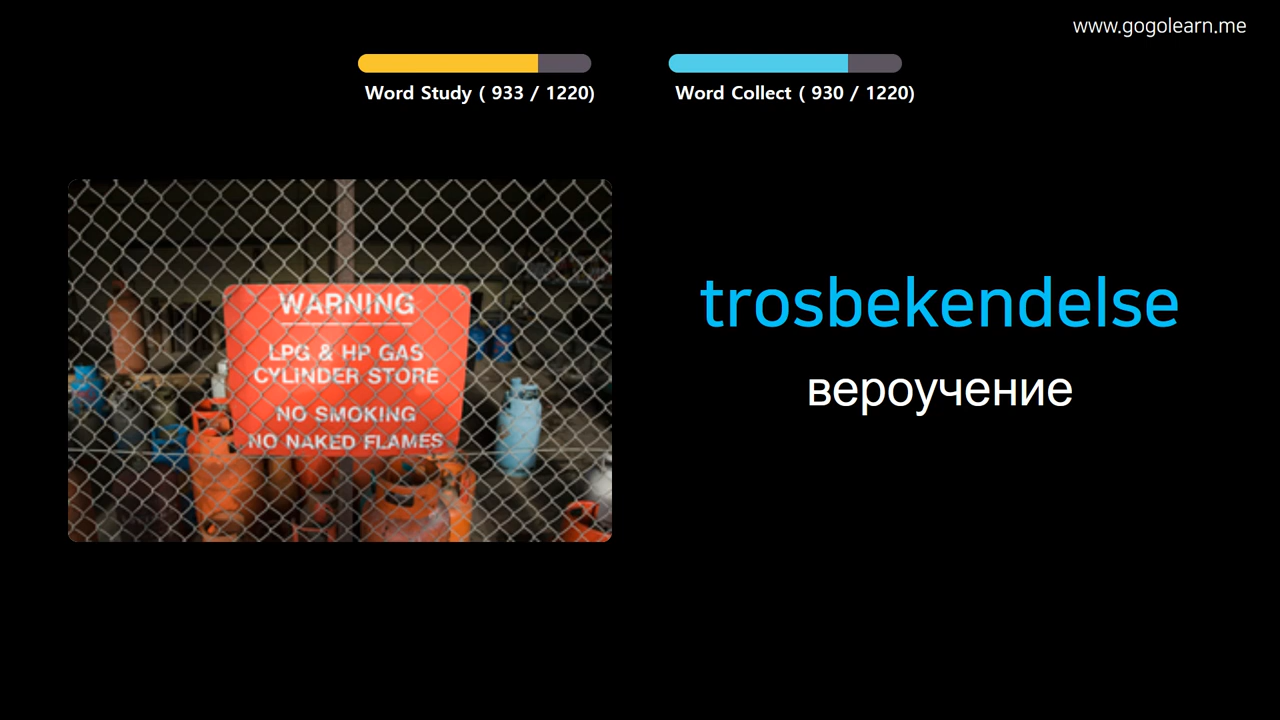 www.gogolearn.me
Word Study ( 933 / 1220)
Word Collect ( 930 / 1220)
WARNING
LPG & HP GAS
CYLINDER STORE
NO SMOKING
NO NAKED FLAMES
trosbekendelse
вероучение